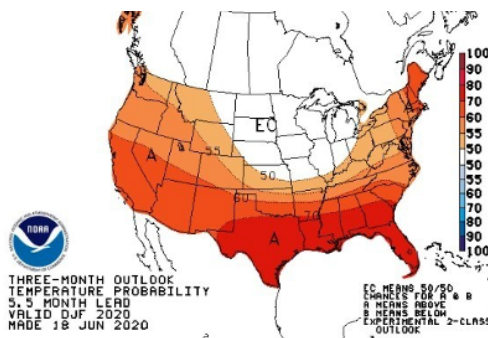 EC
A
55
A
50
60
70
A
A
NOAA
THREE-MONTH OUTLOOK
TEMPERATURE PROBABILITY
5.5 MONTH LEAD
VALID DJF 2020
MADE 18 JUN 2020
EC MEANS 50/50
CHANCES FOR A @ B
A MEANS ABOVE
B MEANS BELOW
EXPERIMENTAL 2-CLASS
OUTLOOK
100
90
80
70
60
55
50
55
60
70
80
90
100